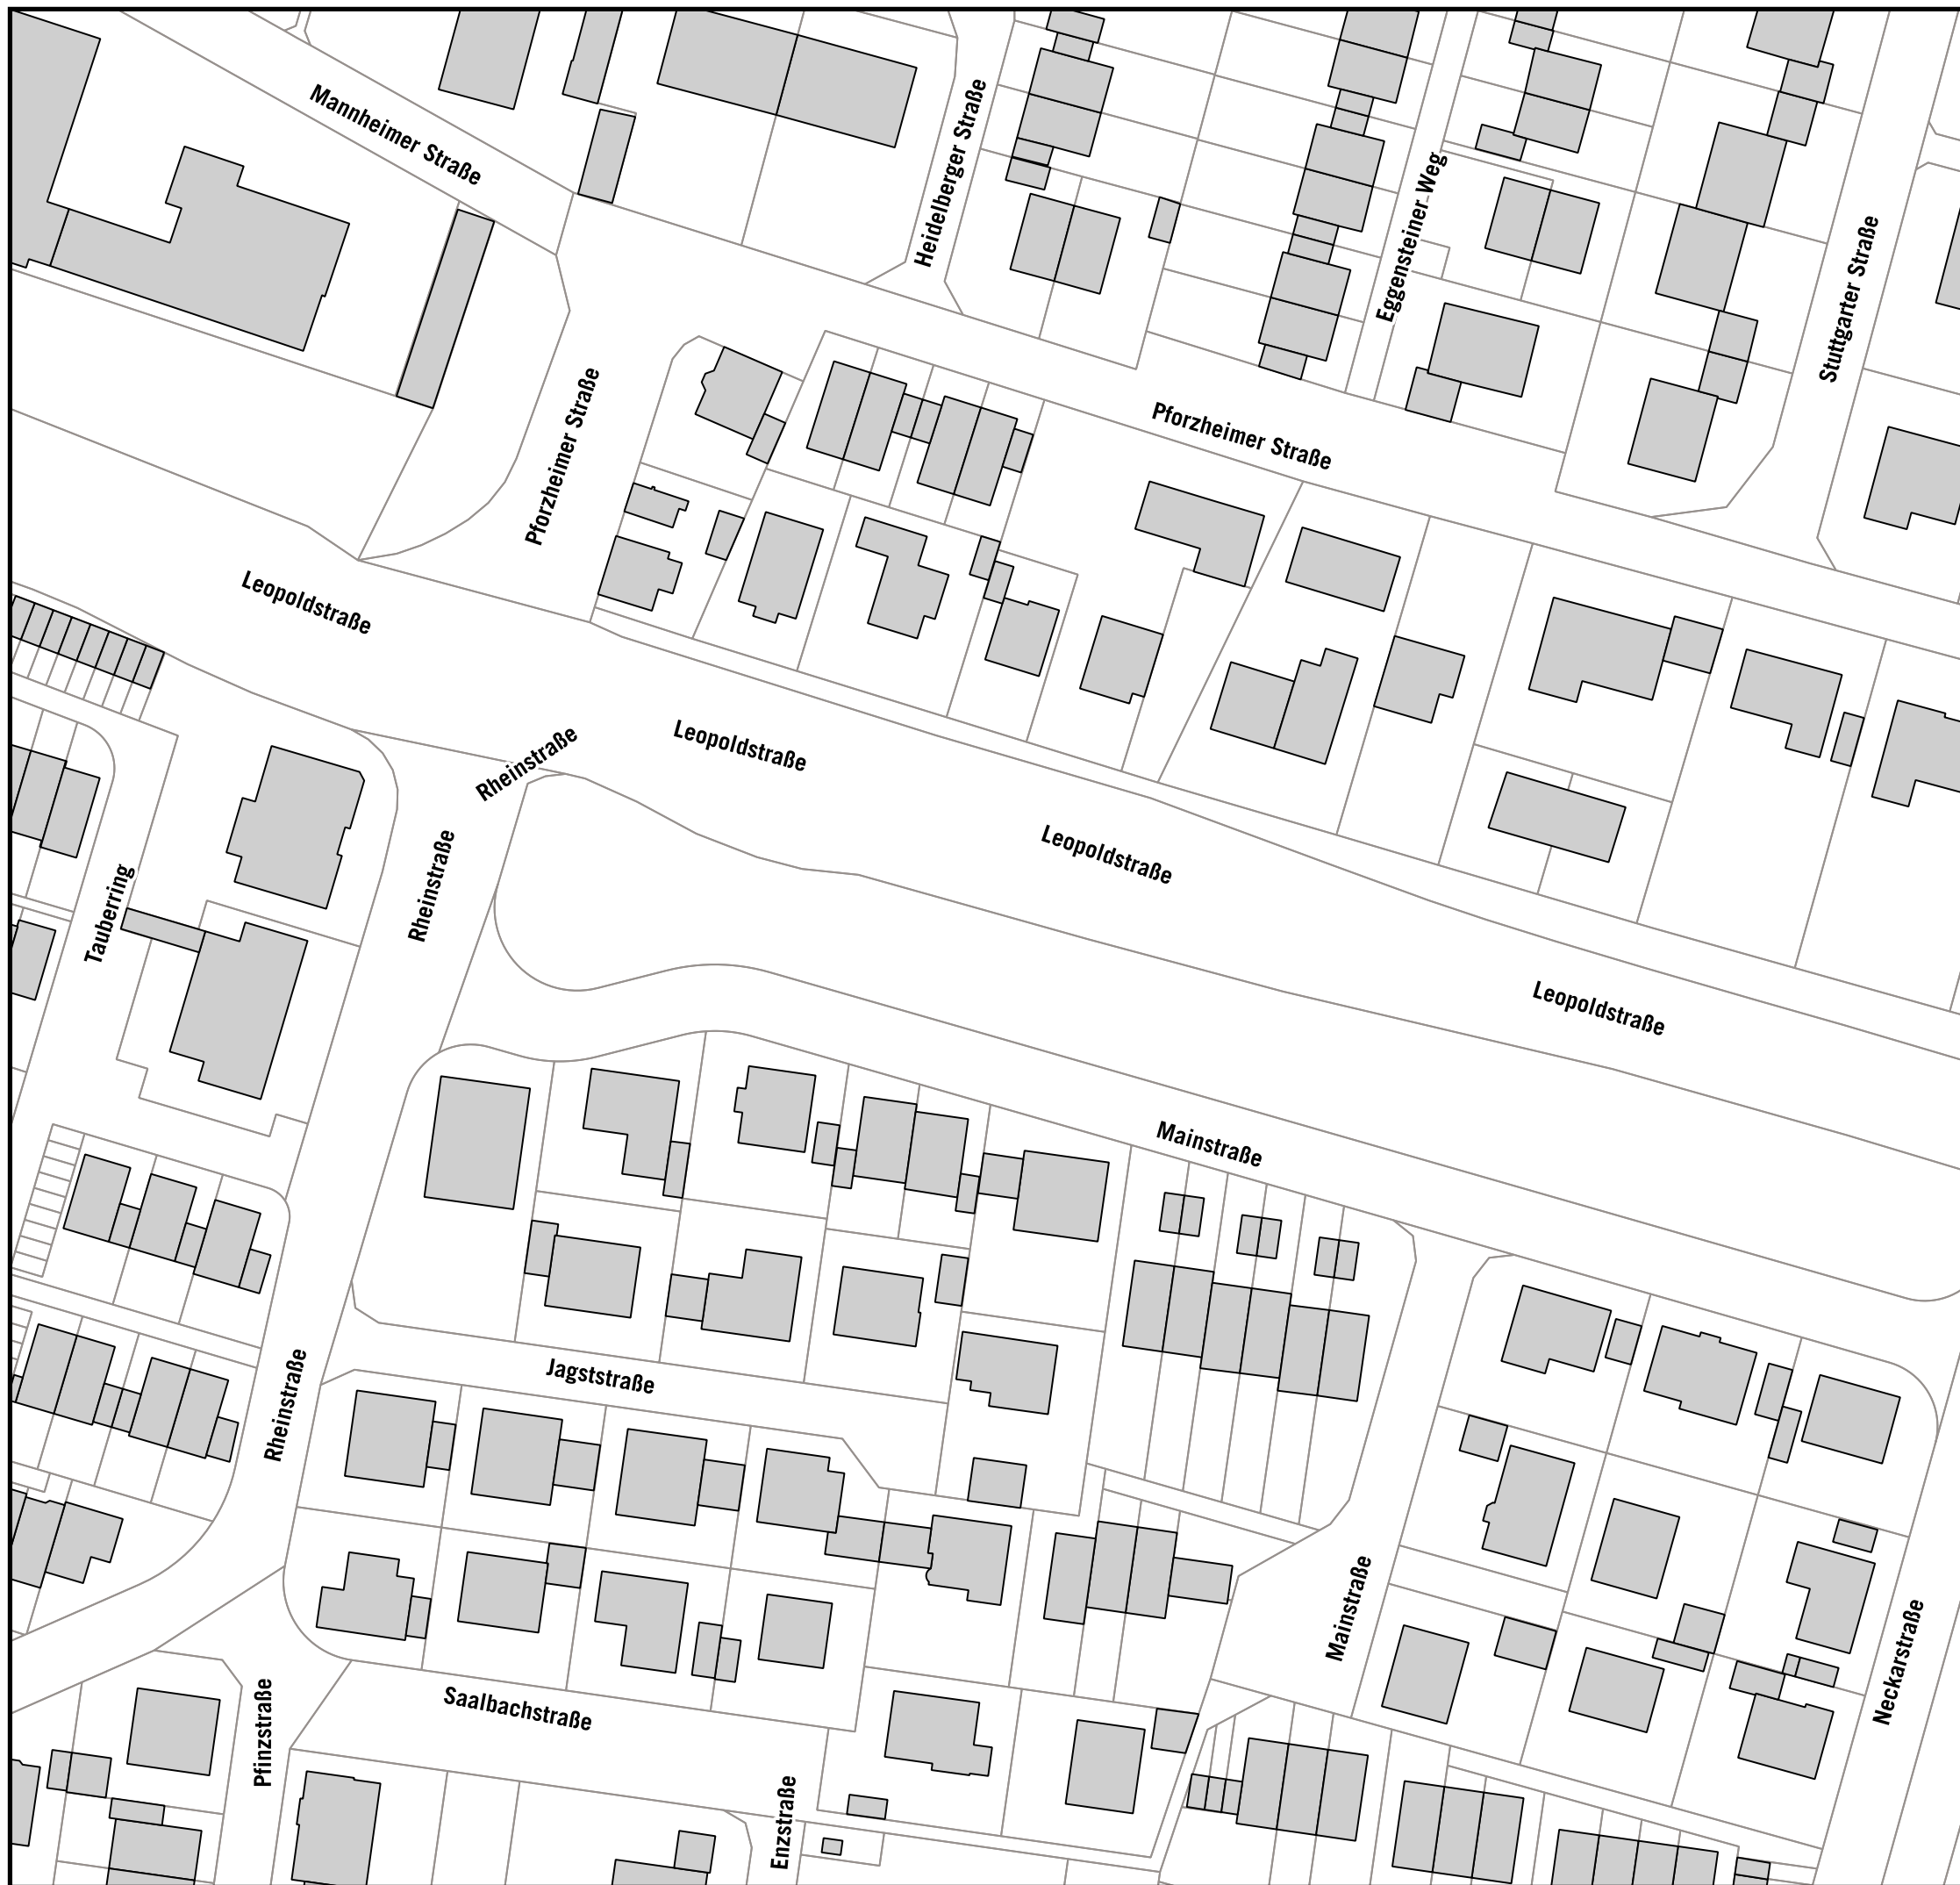 Mannheimer Straße
Heidelberger Straße
Eggensteiner Weg
Stuttgarter Straße
Pforzheimer Straße
Pforzheimer Straße
Leopoldstraße
Leopoldstraße
Rheinstraße
Rheinstraße
Leopoldstraße
Tauberring
Leopoldstraße
Mainstraße
Jagststraße
Rheinstraße
Mainstraße
Neckarstraße
Saalbachstraße
Pfinzstraße
Enzstraße